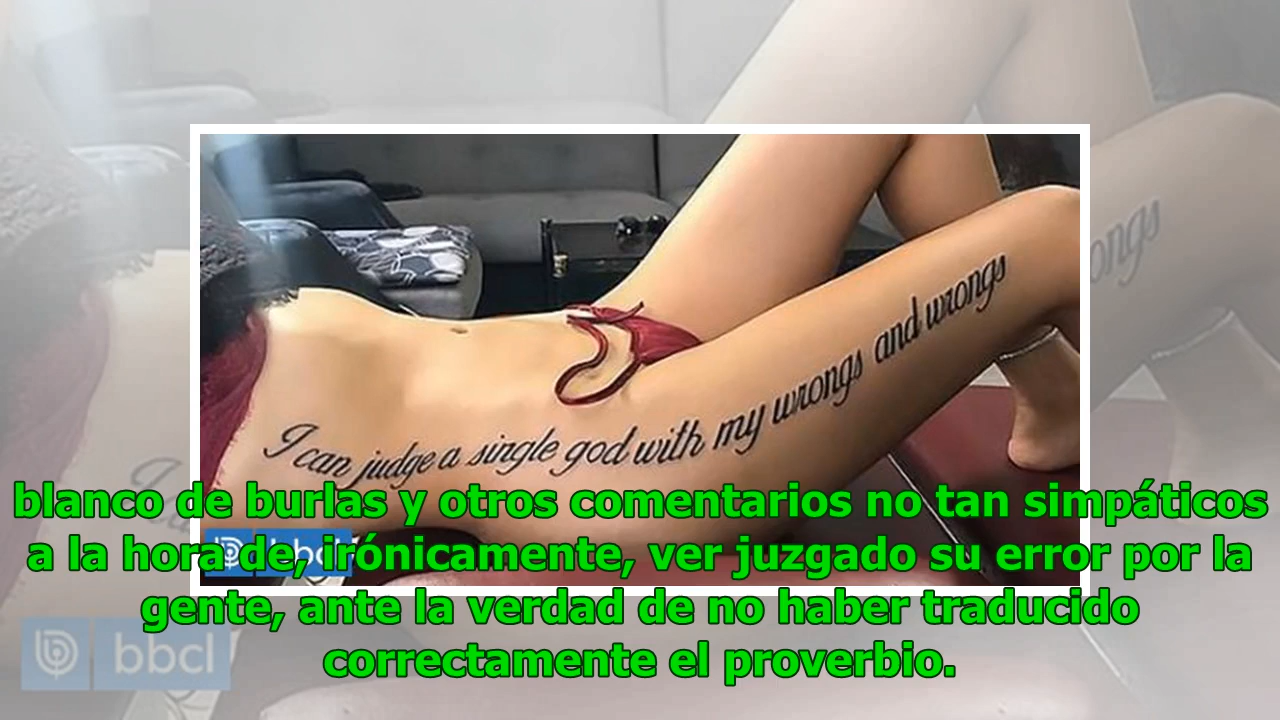 I can judge a single god with my wrongs and wrongs
ongs
blanco de burlas y otros comentarios no tan simpáticos
a la hora de, irónicamente, ver juzgado su error por la
gente, ante la verdad de no haber traducido
correctamente el proverbio.
bbcl
bbcl